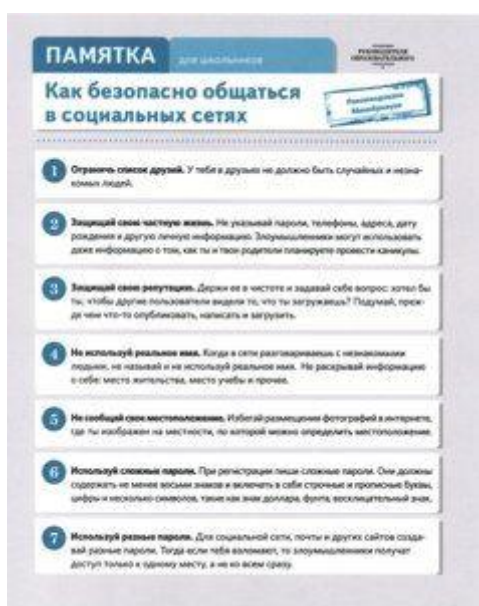 ПАМЯТКА для школьников
РУКОВОДИТЕЛЯ
ОБРАЗОВАТЕЛЬНОГО
Как безопасно общаться
в социальных сетях
Рекомендовано
Минобрнауки
1 Ограничь список друзей. У тебя в друзьях не должно быть случайных и незна-
комых людей.
2 Защищай свою частную жизнь. Не указывай пароли, телефоны, адреса, дату
рождения и другую личную информацию. Злоумышленники могут использовать
даже информацию о том, как ты и твои родители планируете провести каникулы.
3 Защищай свою репутацию. Держи ее в чистоте и задавай себе вопрос: хотел бы
ты, чтобы другие пользователи видели то, что ты загружаешь? Подумай, преж-
де чем что-то опубликовать, написать и загрузить.
4 Не используй реальное имя. Когда в сети разговариваешь с незнакомыми
людьми, не называй и не используй реальное имя. Не раскрывай информацию
о себе: место жительства, место учебы и прочее.
5 Не сообщай свое местоположение. Избегай размещения фотографий в интернете,
где ты изображен на местности, по которой можно определить местоположение.
6 Используй сложные пароли. При регистрации пиши сложные пароли. Они должны
содержать не менее восьми знаков и включать в себя строчные и прописные буквы,
цифры и несколько символов, такие как знак доллара, фунта, восклицательный знак.
7 Используй разные пароли. Для социальной сети, почты и других сайтов созда-
вай разные пароли. Тогда если тебя взломают, то злоумышленники получат
доступ только к одному месту, а не ко всем сразу.